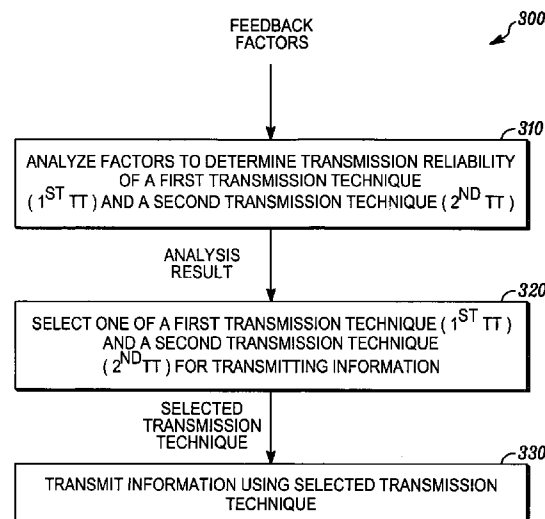 FEEDBACK
FACTORS
300
310
ANALYZE FACTORS TO DETERMINE TRANSMISSION RELIABILITY
OF A FIRST TRANSMISSION TECHNIQUE
( 1ST TT ) AND A SECOND TRANSMISSION TECHNIQUE ( 2ND TT )
ANALYSIS
RESULT
320
SELECT ONE OF A FIRST TRANSMISSION TECHNIQUE ( 1ST TT )
AND A SECOND TRANSMISSION TECHNIQUE
( 2ND TT ) FOR TRANSMITTING INFORMATION
SELECTED
TRANSMISSION
TECHNIQUE
330
TRANSMIT INFORMATION USING SELECTED TRANSMISSION
TECHNIQUE